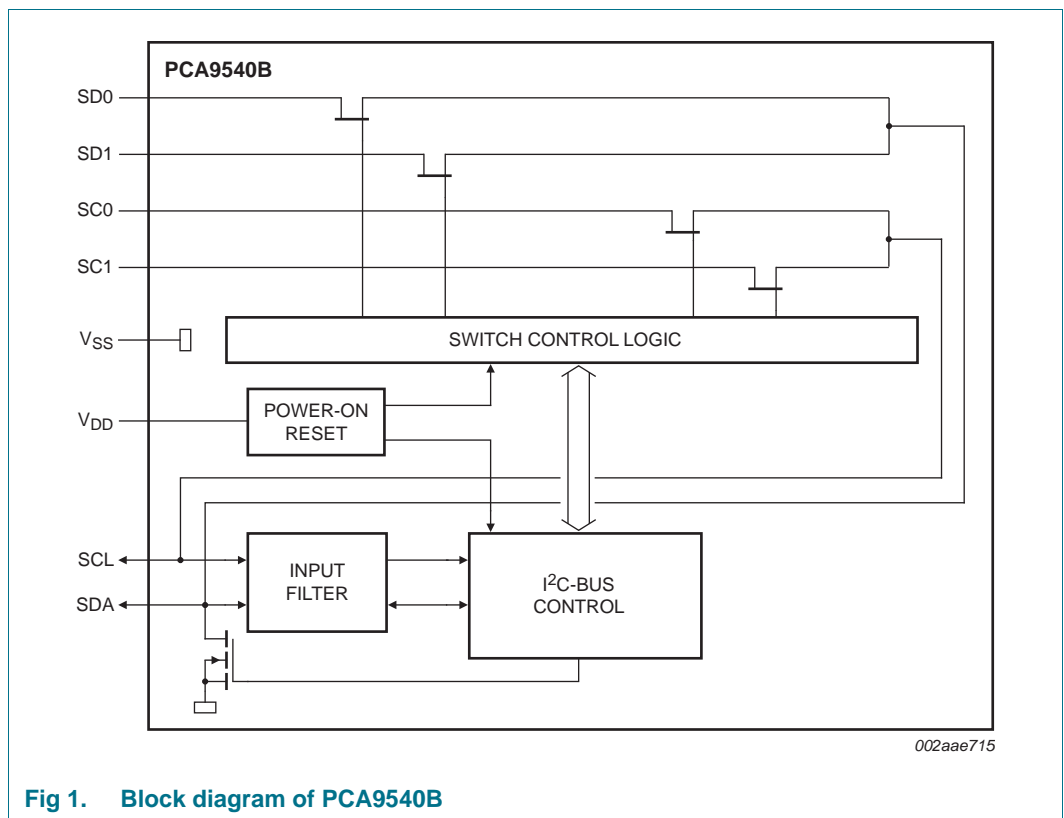 PCA9540B
SD0
SD1
SC0
SC1
VSS
SWITCH CONTROL LOGIC
VDD
POWER-ON
RESET
SCL
SDA
INPUT
FILTER
I2C-BUS
CONTROL
002aae715
Fig 1. Block diagram of PCA9540B